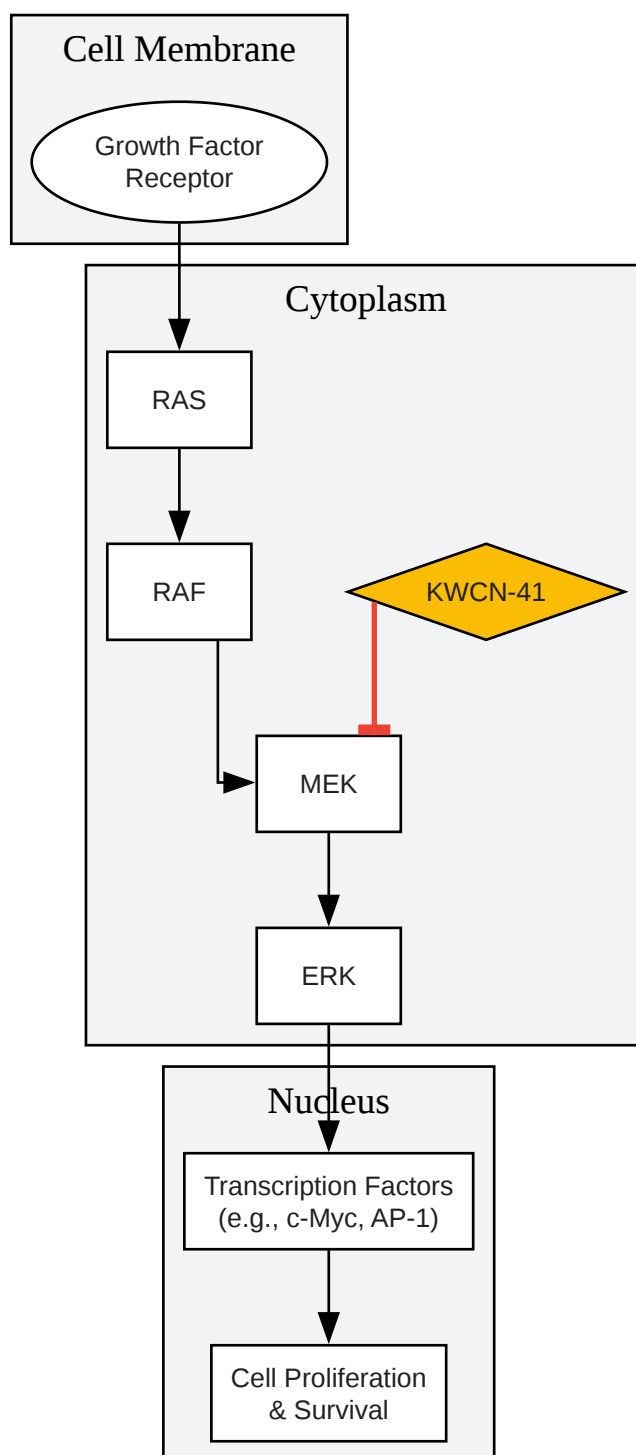 Cell Membrane
Growth Factor
Receptor
Cytoplasm
RAS
RAF
KWCN-41
MEK
ERK
Nucleus
Transcription Factors
(e.g., c-Myc, AP-1)
Cell Proliferation
& Survival